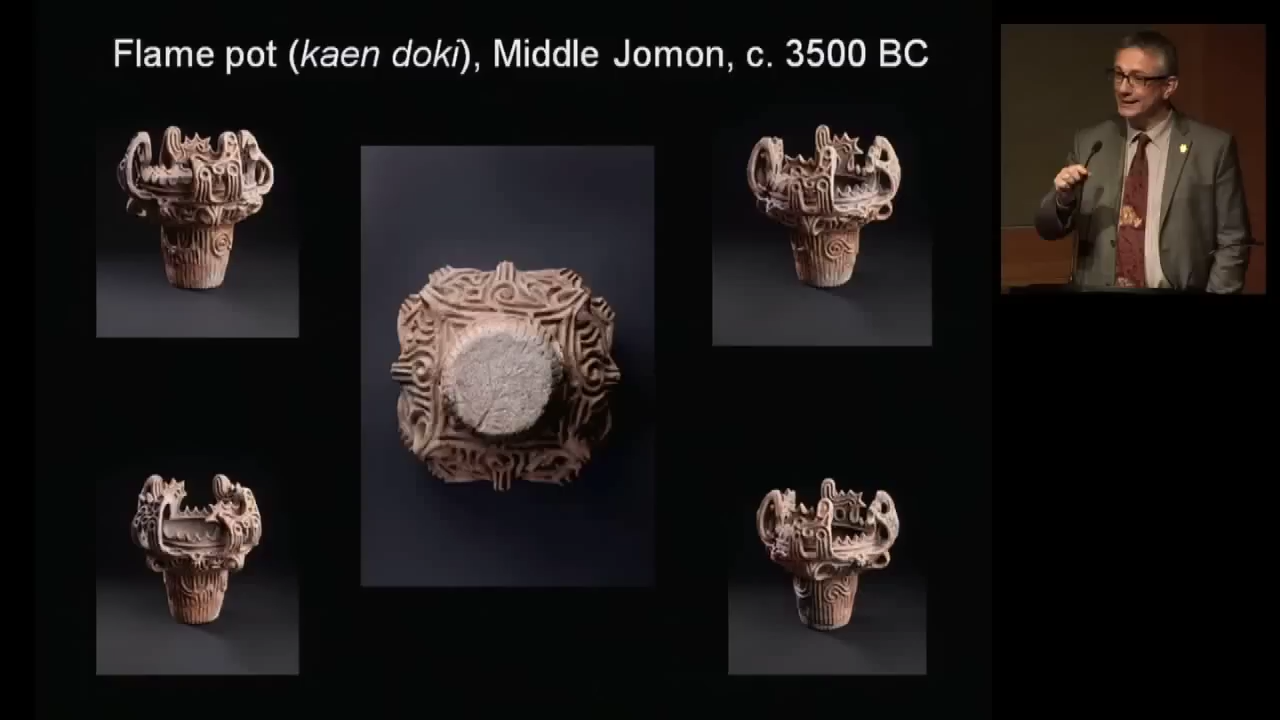 Flame pot (kaen doki), Middle Jomon, c. 3500 BC